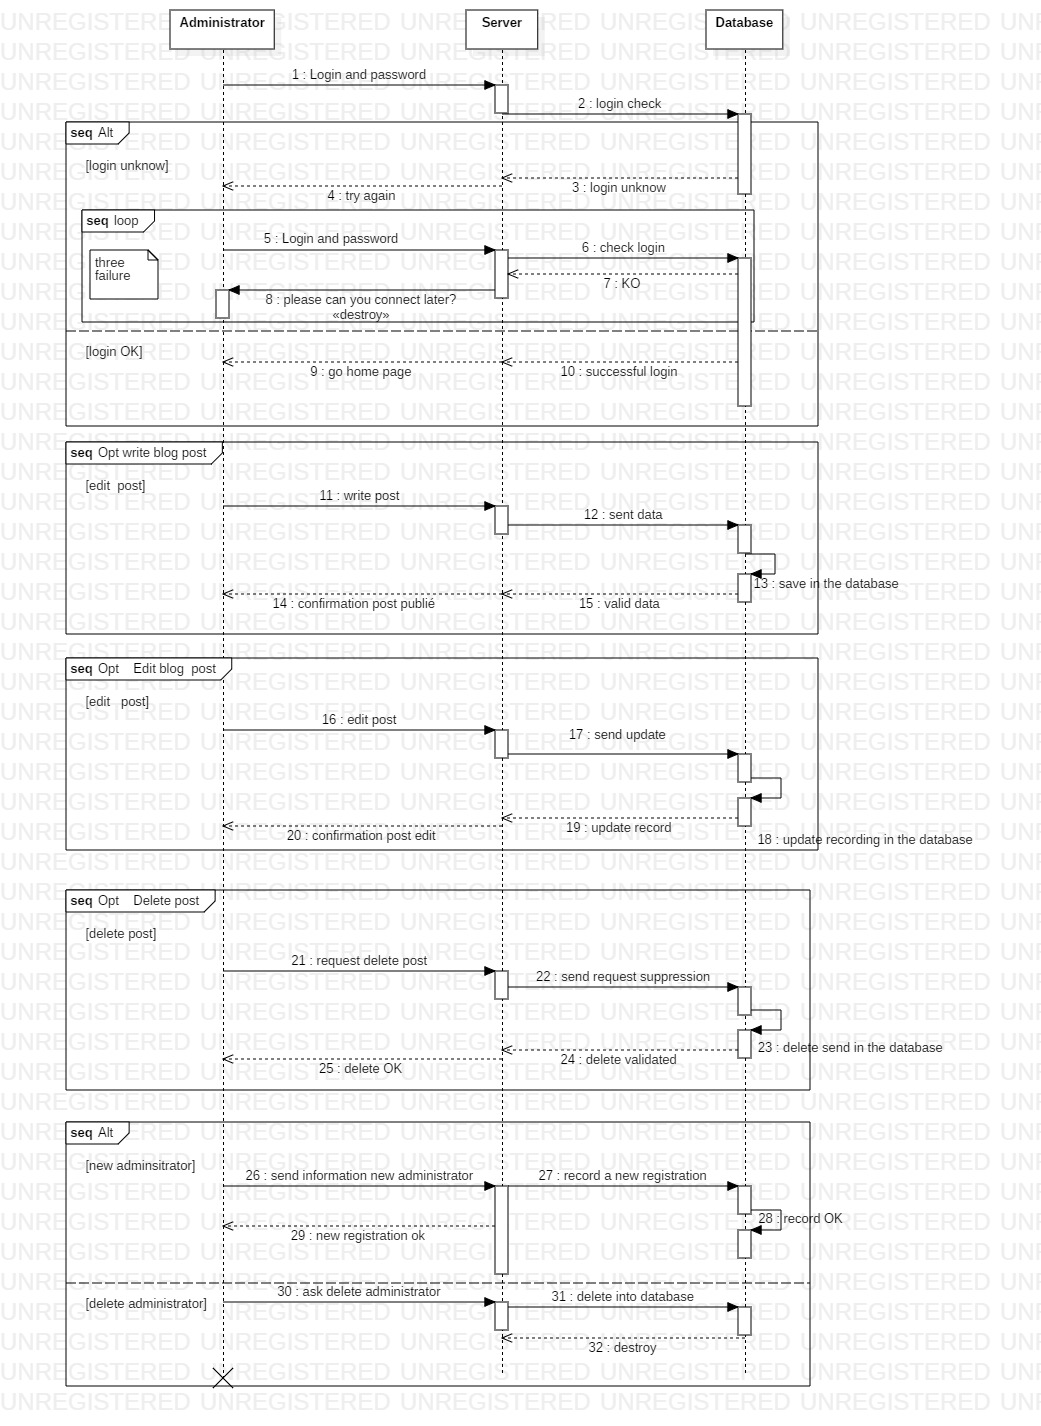 Administrator
Server
Database
1 : Login and password
2 : login check
seq Alt
[login unknow]
3 : login unknow
4 : try again
seq loop
5 : Login and password
6 : check login
three
failure
7 : KO
8 : please can you connect later?
«destroy»
[login OK]
9 : go home page
10 : successful login
seq Opt write blog post
[edit post]
11 : write post
12 : sent data
13 : save in the database
14 : confirmation post publié
15 : valid data
seq Opt Edit blog post
[edit post]
16 : edit post
17 : send update
19 : update record
20 : confirmation post edit
18 : update recording in the database
seq Opt Delete post
[delete post]
21 : request delete post
22 : send request suppression
23 : delete send in the database
24 : delete validated
25 : delete OK
seq Alt
[new adminsitrator]
26 : send information new administrator
27 : record a new registration
28 : record OK
29 : new registration ok
30 : ask delete administrator
[delete administrator]
31 : delete into database
32 : destroy
UNREGISTERED